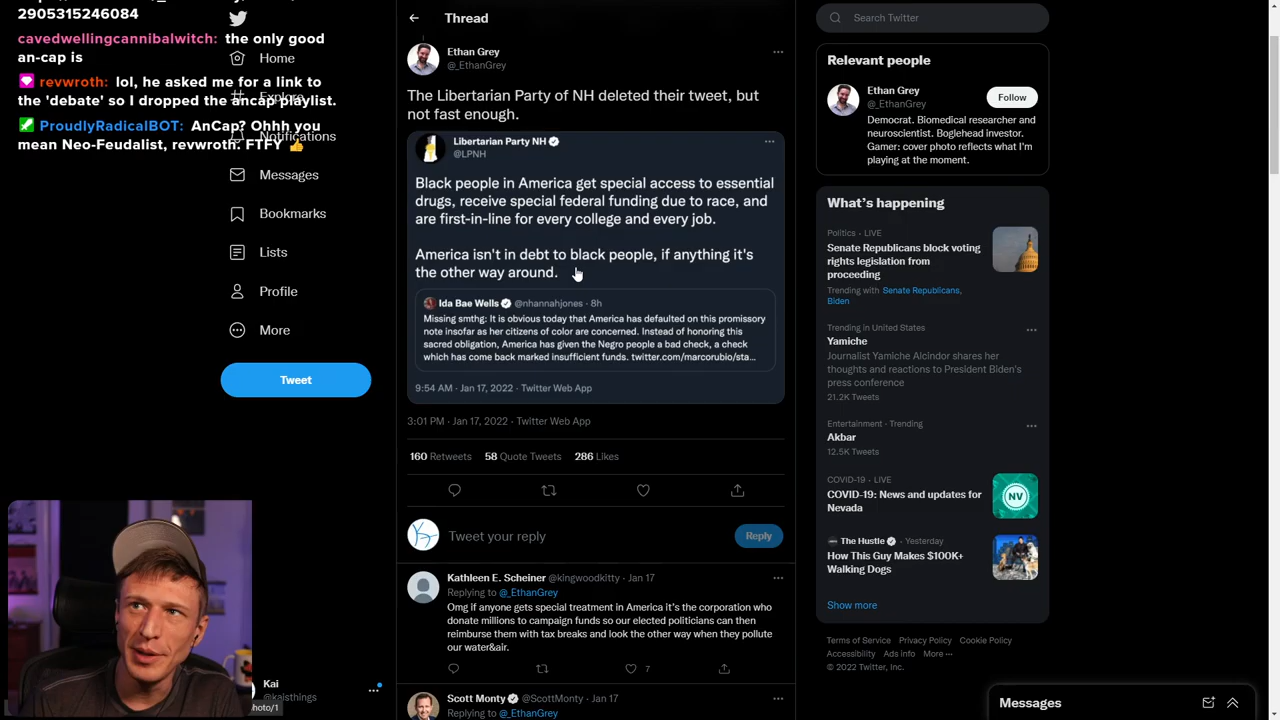 2905315246084
cavedwellingcannibalwitch: the only good
an-cap is
revwroth: lol, he asked me for a link to
the 'debate' so I dropped the ancap playlist.
ProudlyRadicalBOT: AnCap? Ohhh you
mean Neo-Feudalist, revwroth. FTFY 👍
Home
Explore
Notifications
Messages
Bookmarks
Lists
Profile
More
Tweet
Kai
@kaisthings
hoto/1
Thread
Ethan Grey
@_EthanGrey
The Libertarian Party of NH deleted their tweet, but
not fast enough.
Libertarian Party NH
@LPNH
Black people in America get special access to essential
drugs, receive special federal funding due to race, and
are first-in-line for every college and every job.
America isn't in debt to black people, if anything it's
the other way around.
Ida Bae Wells @nhannahjones · 8h
Missing smthg: It is obvious today that America has defaulted on this promissory
note insofar as her citizens of color are concerned. Instead of honoring this
sacred obligation, America has given the Negro people a bad check, a check
which has come back marked insufficient funds. twitter.com/marcorubio/sta...
9:54 AM · Jan 17, 2022 · Twitter Web App
3:01 PM · Jan 17, 2022 · Twitter Web App
160 Retweets 58 Quote Tweets 286 Likes
Tweet your reply
Reply
Kathleen E. Scheiner @kingwoodkitty · Jan 17
Replying to @_EthanGrey
Omg if anyone gets special treatment in America it's the corporation who
donate millions to campaign funds so our elected politicians can then
reimburse them with tax breaks and look the other way when they pollute
our water&air.
7
Scott Monty @ScottMonty · Jan 17
Replying to @_EthanGrey
Search Twitter
Relevant people
Ethan Grey
@_EthanGrey
Follow
Democrat. Biomedical researcher and
neuroscientist. Boglehead investor.
Gamer: cover photo reflects what I'm
playing at the moment.
What's happening
Politics · LIVE
Senate Republicans block voting
rights legislation from
proceeding
Trending with Senate Republicans,
Biden
Trending in United States
Yamiche
Journalist Yamiche Alcindor shares her
thoughts and reactions to President Biden's
press conference
21.2K Tweets
Entertainment · Trending
Akbar
12.5K Tweets
COVID-19 · LIVE
COVID-19: News and updates for
Nevada
NV
The Hustle · Yesterday
How This Guy Makes $100K+
Walking Dogs
Show more
Terms of Service Privacy Policy Cookie Policy
Accessibility Ads info More ···
© 2022 Twitter, Inc.
Messages